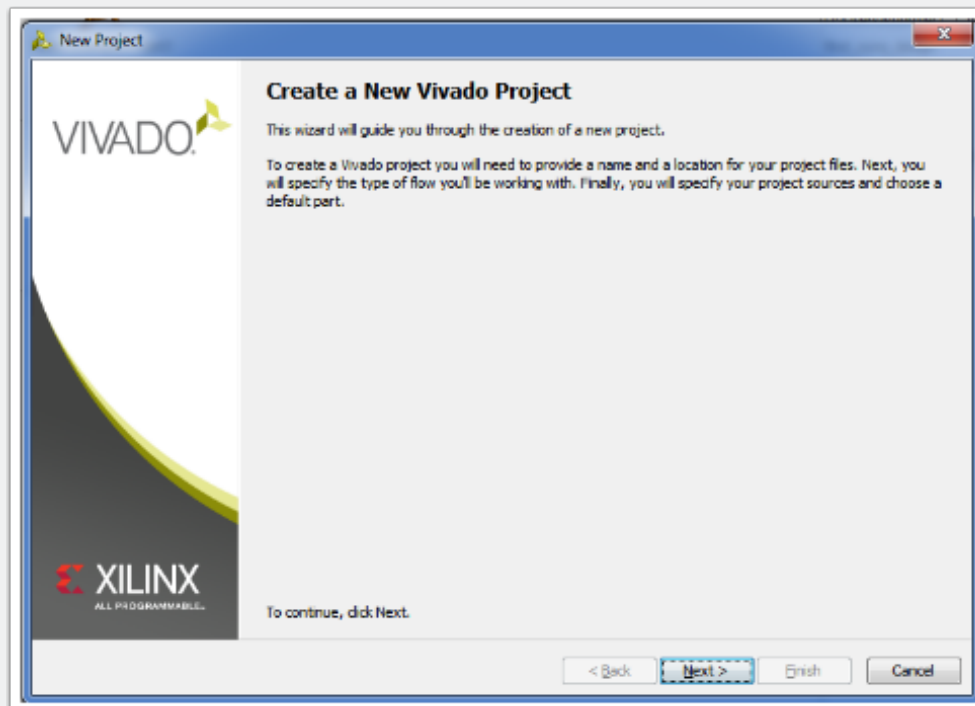 New Project
Create a New Vivado Project
This wizard will guide you through the creation of a new project.
To create a Vivado project you will need to provide a name and a location for your project files. Next, you
will specify the type of flow you'll be working with. Finally, you will specify your project sources and choose a
default part.
VIVADO.
XILINX
ALL PROGRAMMABLE™
To continue, click Next.
< Back
Next >
Finish
Cancel